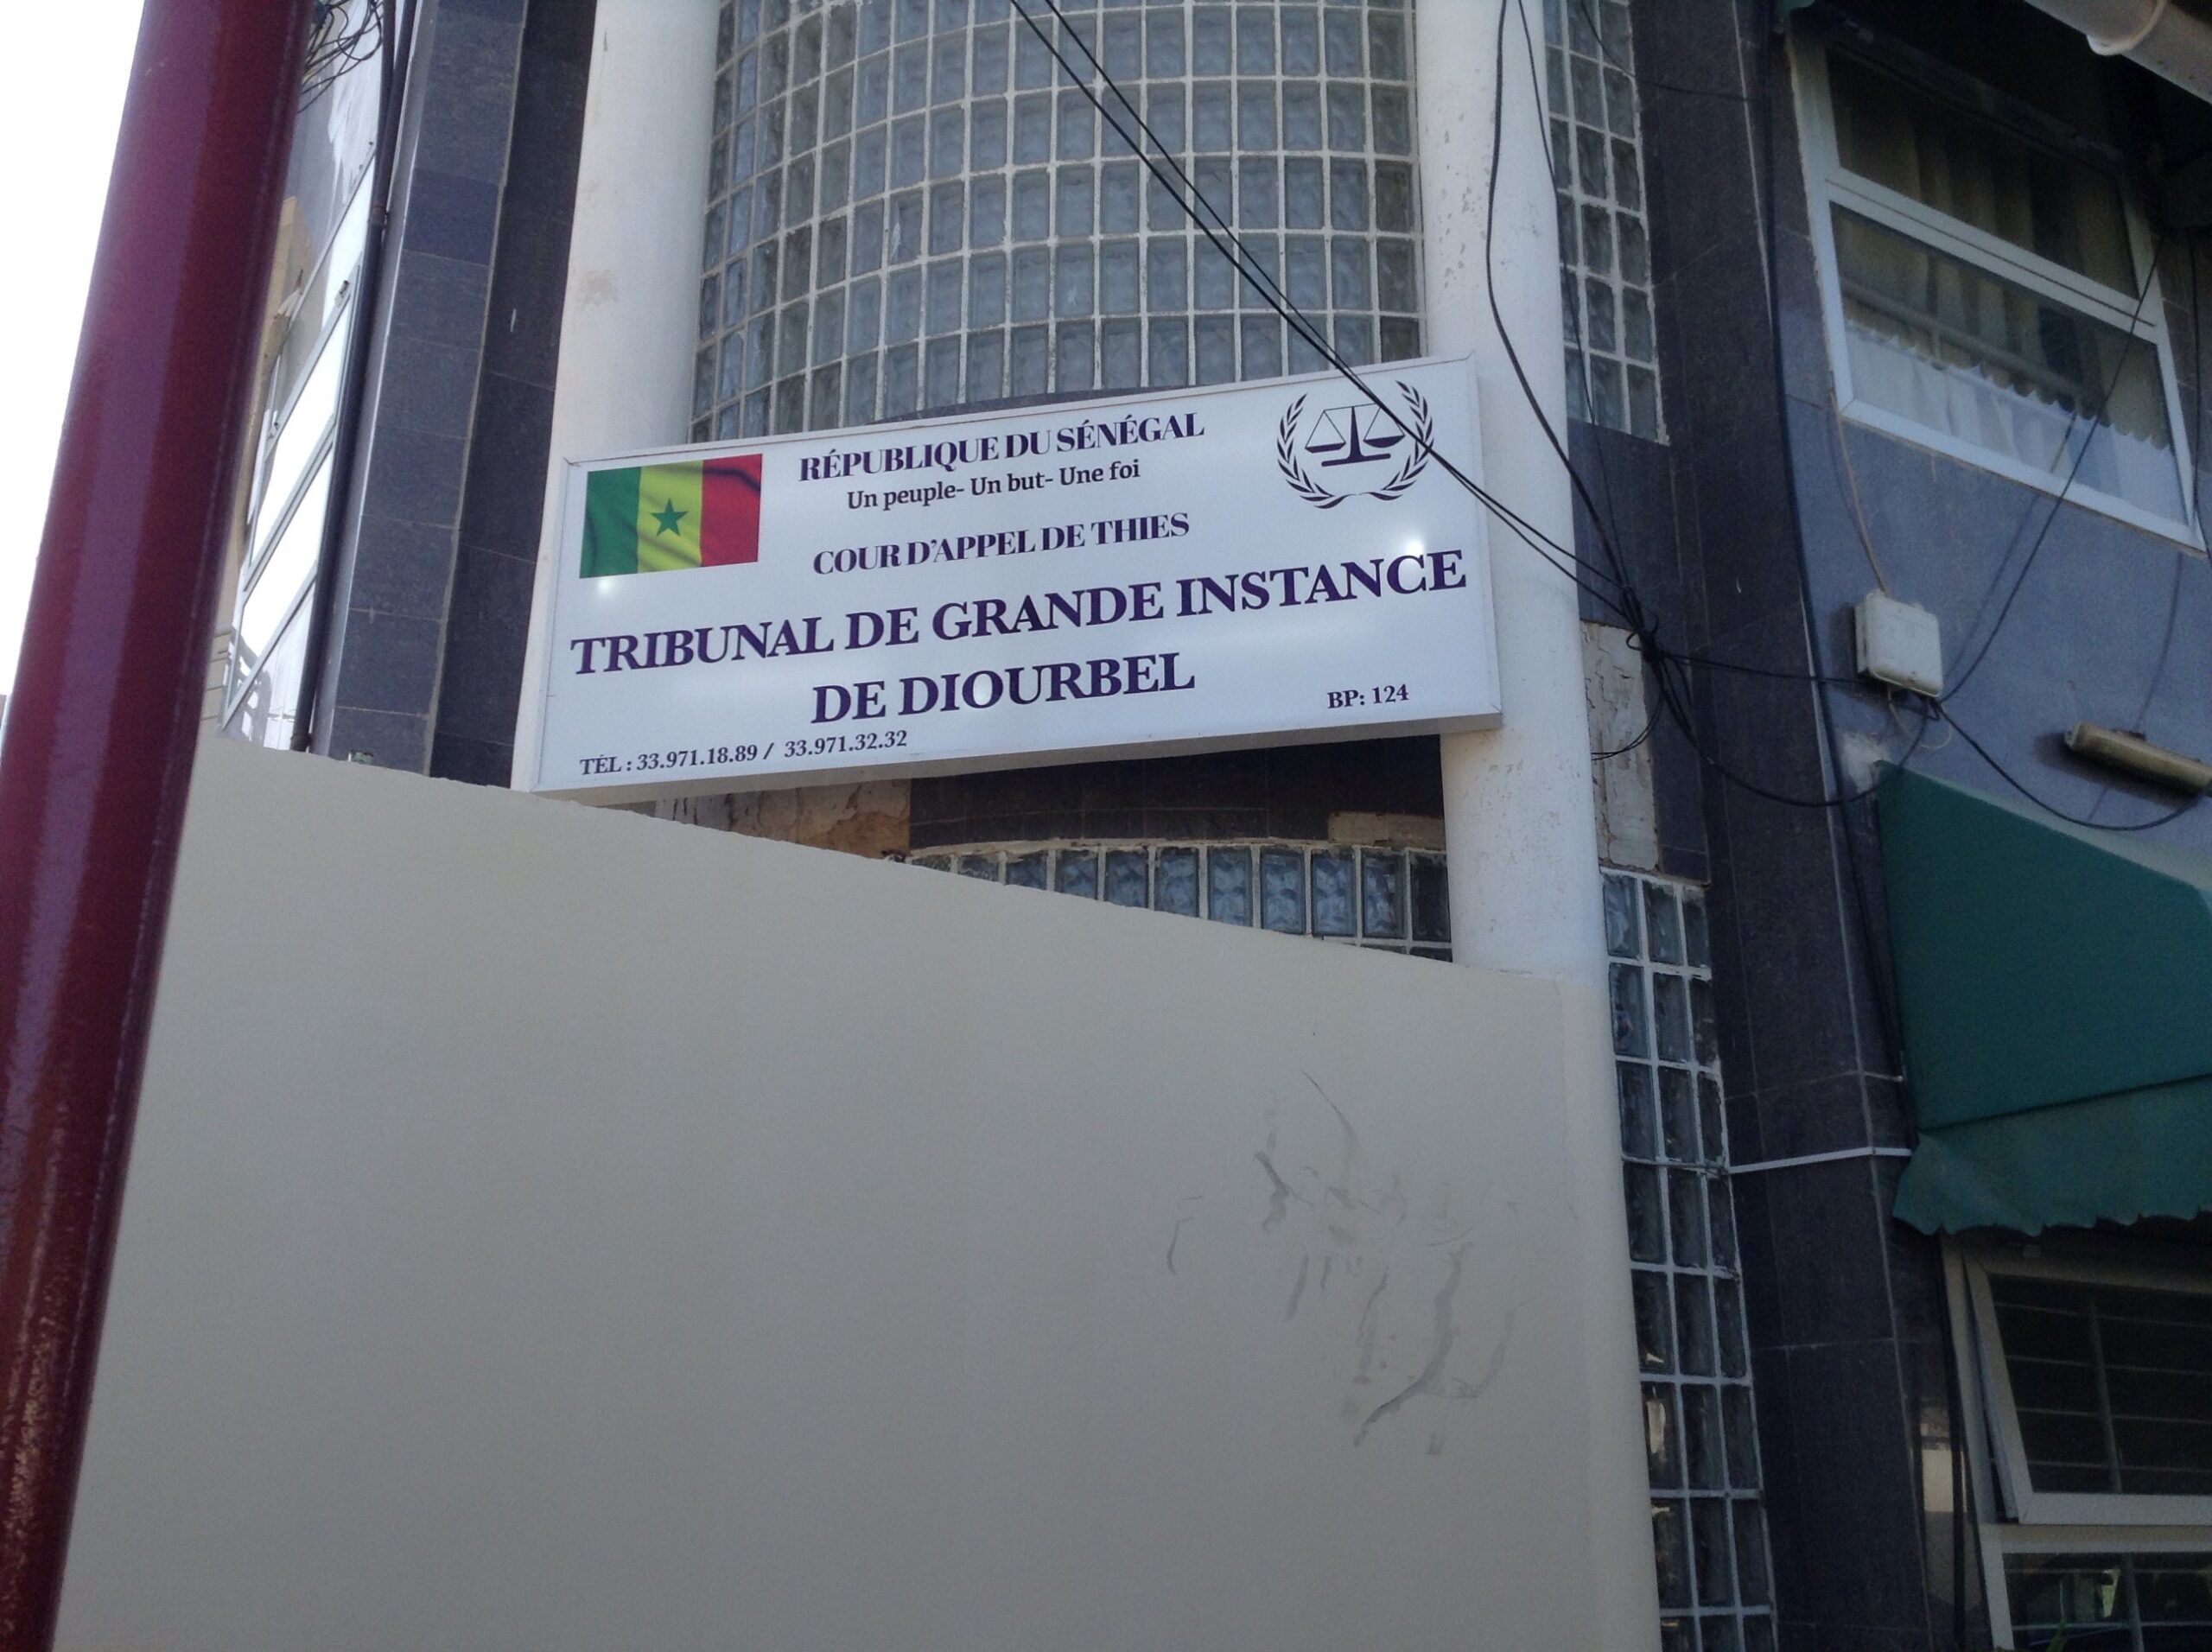 RÉPUBLIQUE DU SÉNÉGAL
Un peuple- Un but- Une foi
COUR D'APPEL DE THIES
TRIBUNAL DE GRANDE INSTANCE
DE DIOURBEL
BP: 124
TÉL : 33.971.18.89 / 33.971.32.32